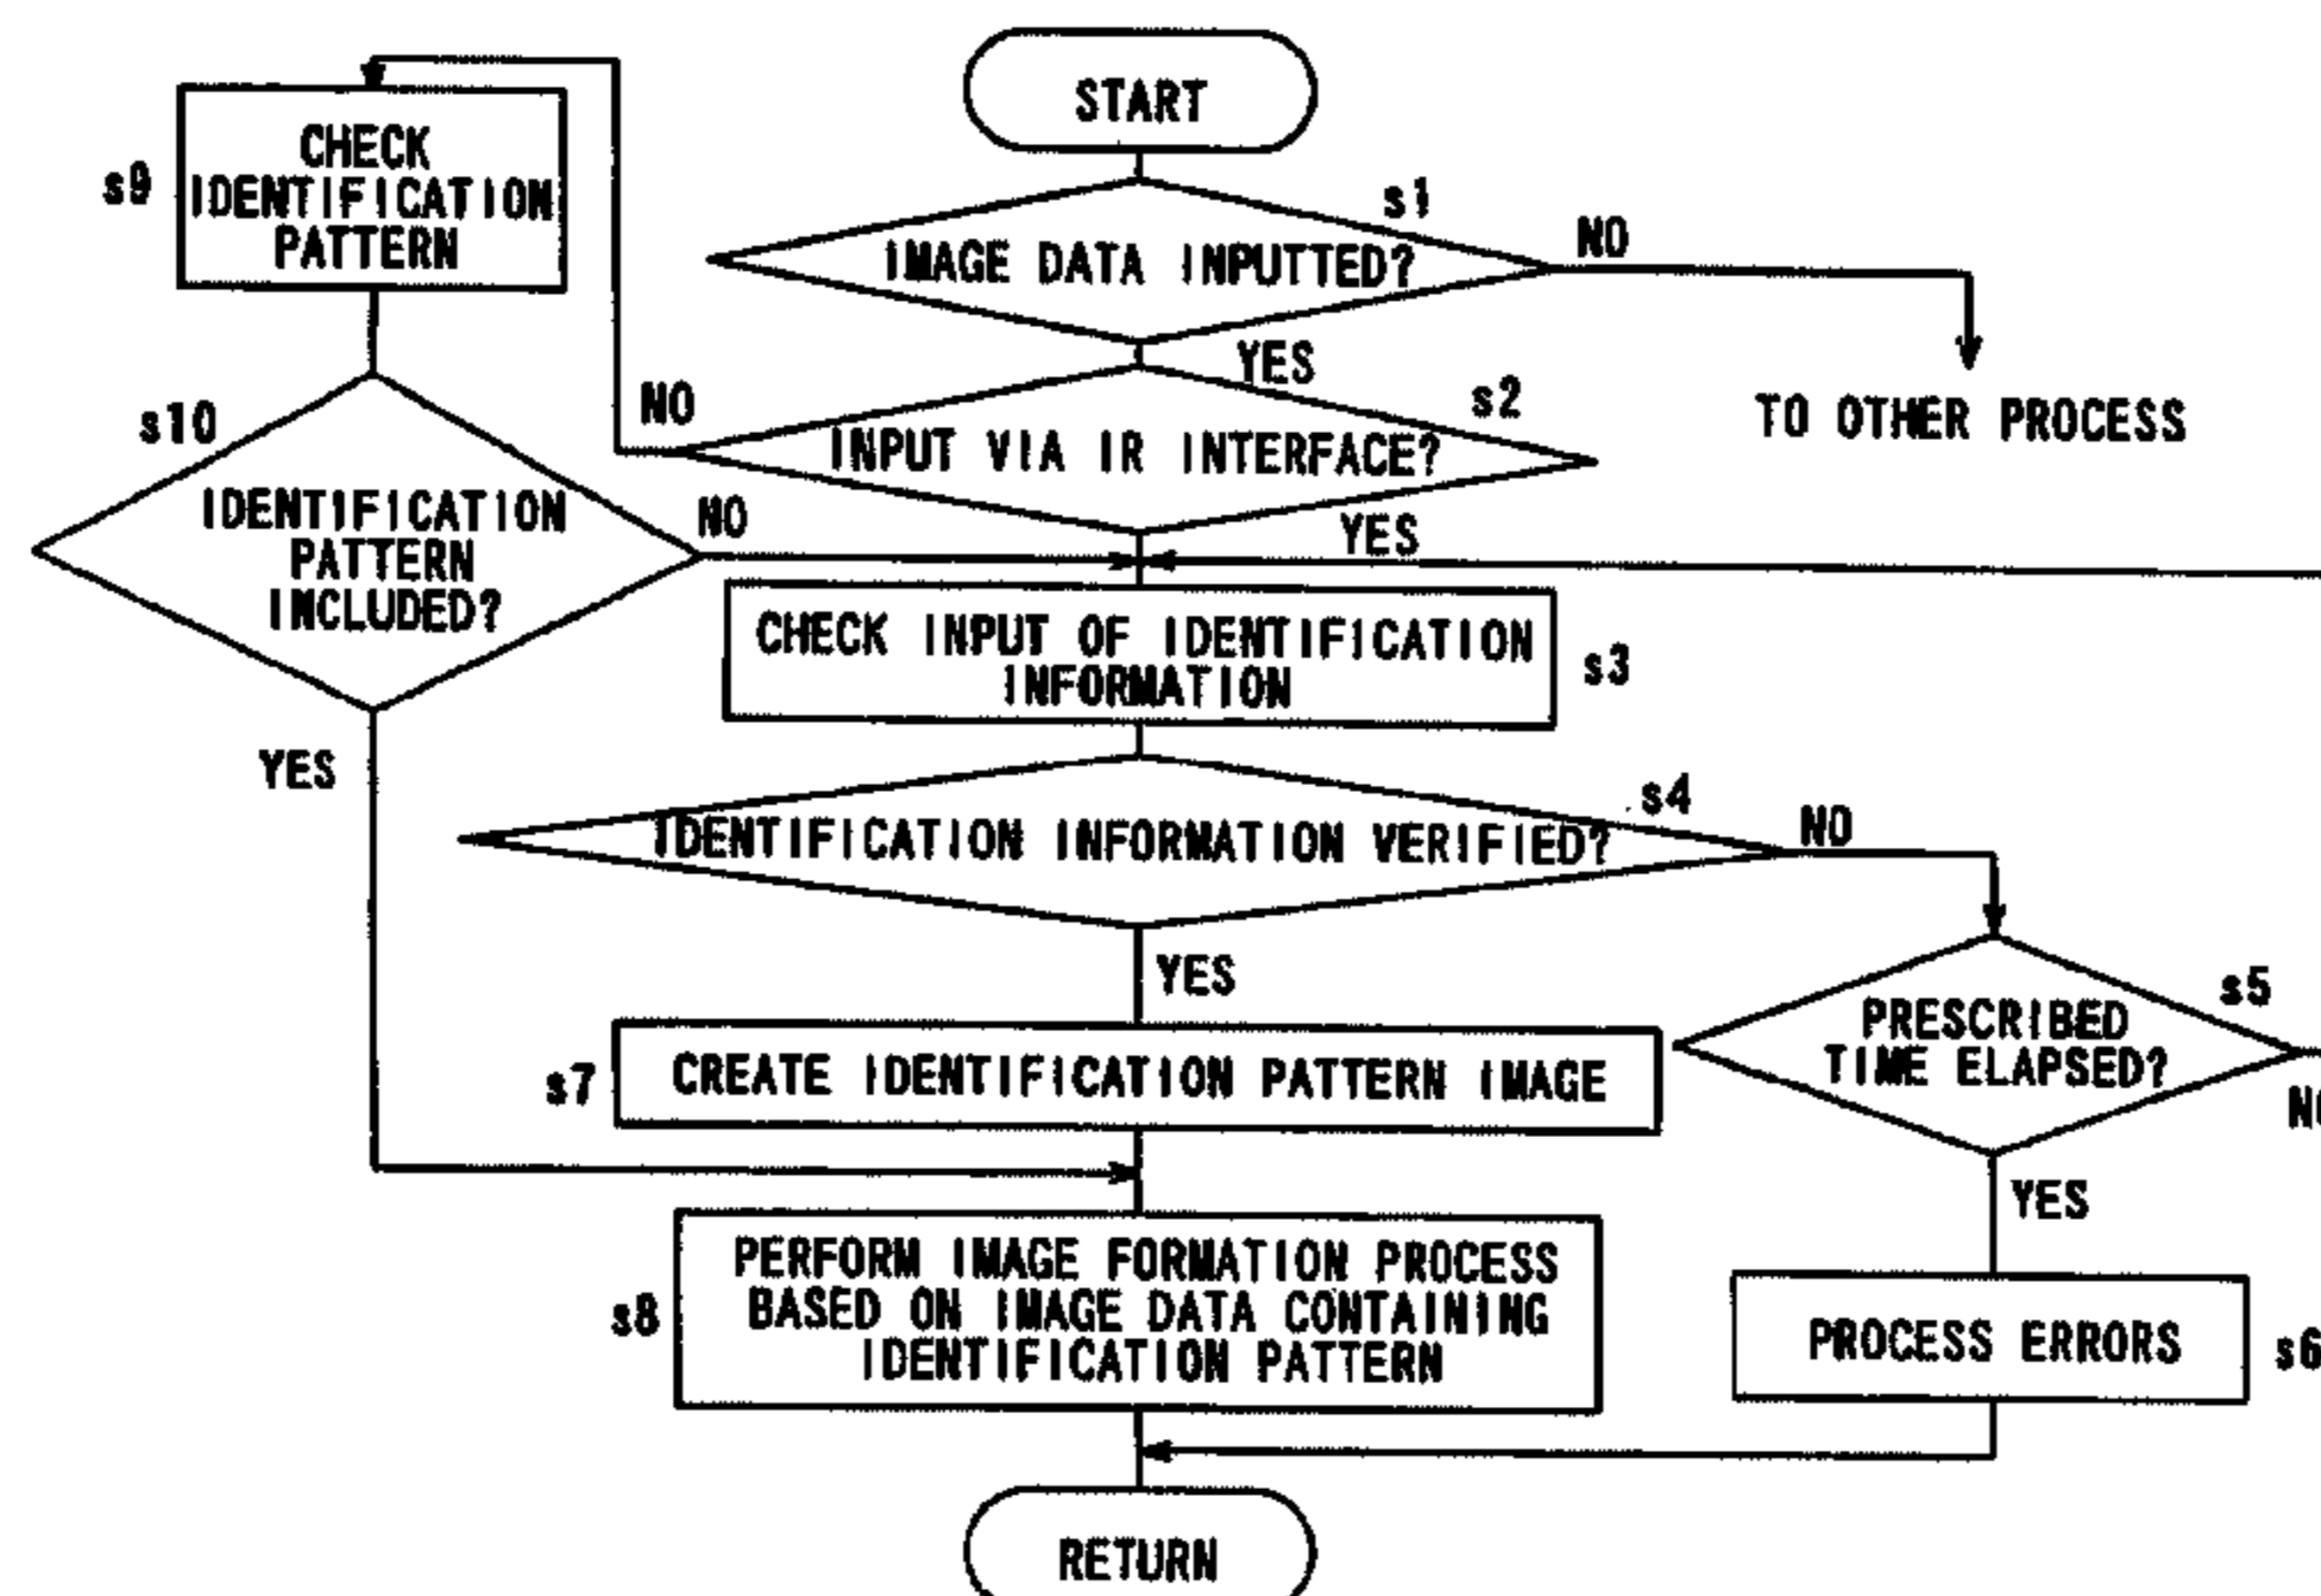 START
s1
IMAGE DATA INPUTTED?
NO
TO OTHER PROCESS
YES
s2
INPUT VIA IR INTERFACE?
NO
YES
s9
CHECK
IDENTIFICATION
PATTERN
s10
IDENTIFICATION
PATTERN
INCLUDED?
NO
YES
CHECK INPUT OF IDENTIFICATION
INFORMATION
s3
s4
IDENTIFICATION INFORMATION VERIFIED?
NO
YES
s5
PRESCRIBED
TIME ELAPSED?
NO
YES
s7
CREATE IDENTIFICATION PATTERN IMAGE
s8
PERFORM IMAGE FORMATION PROCESS
BASED ON IMAGE DATA CONTAINING
IDENTIFICATION PATTERN
PROCESS ERRORS
s6
RETURN